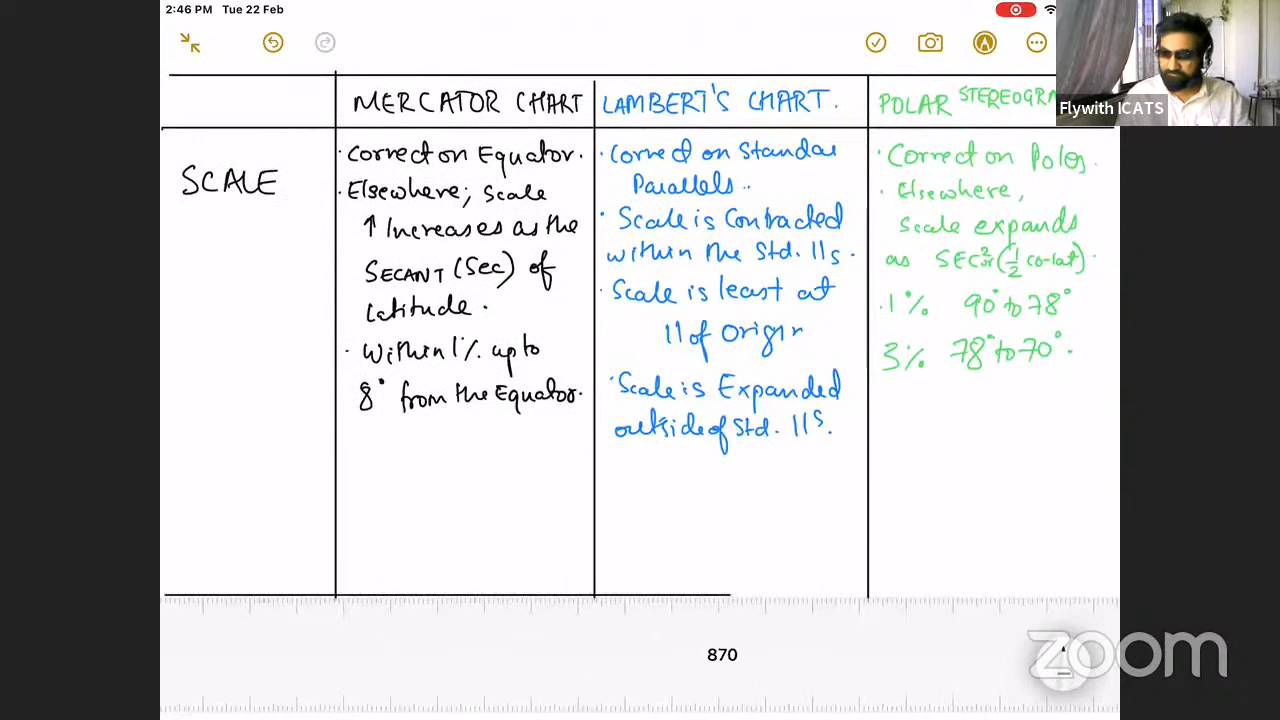 2:46 PM Tue 22 Feb
Flywith ICATS
MERCATOR CHART
LAMBERT'S CHART.
POLAR STEREOGRA
SCALE
· Correct on Equator.
· Elsewhere; Scale
↑ Increases as the
SECANT (Sec) of
Latitude.
· Within 1% up to
8° from the Equator.
· Correct on Standar
Parallels..
· Scale is Contracted
within the Std. ||s.
· Scale is least at
|| of Origin
· Scale is Expanded
outside of Std. ||s.
· Correct on Poles.
· Elsewhere,
Scale expands
as SEC² (½ co-lat).
· 1% 90° to 78°
3% 78° to 70°.
870
zoom